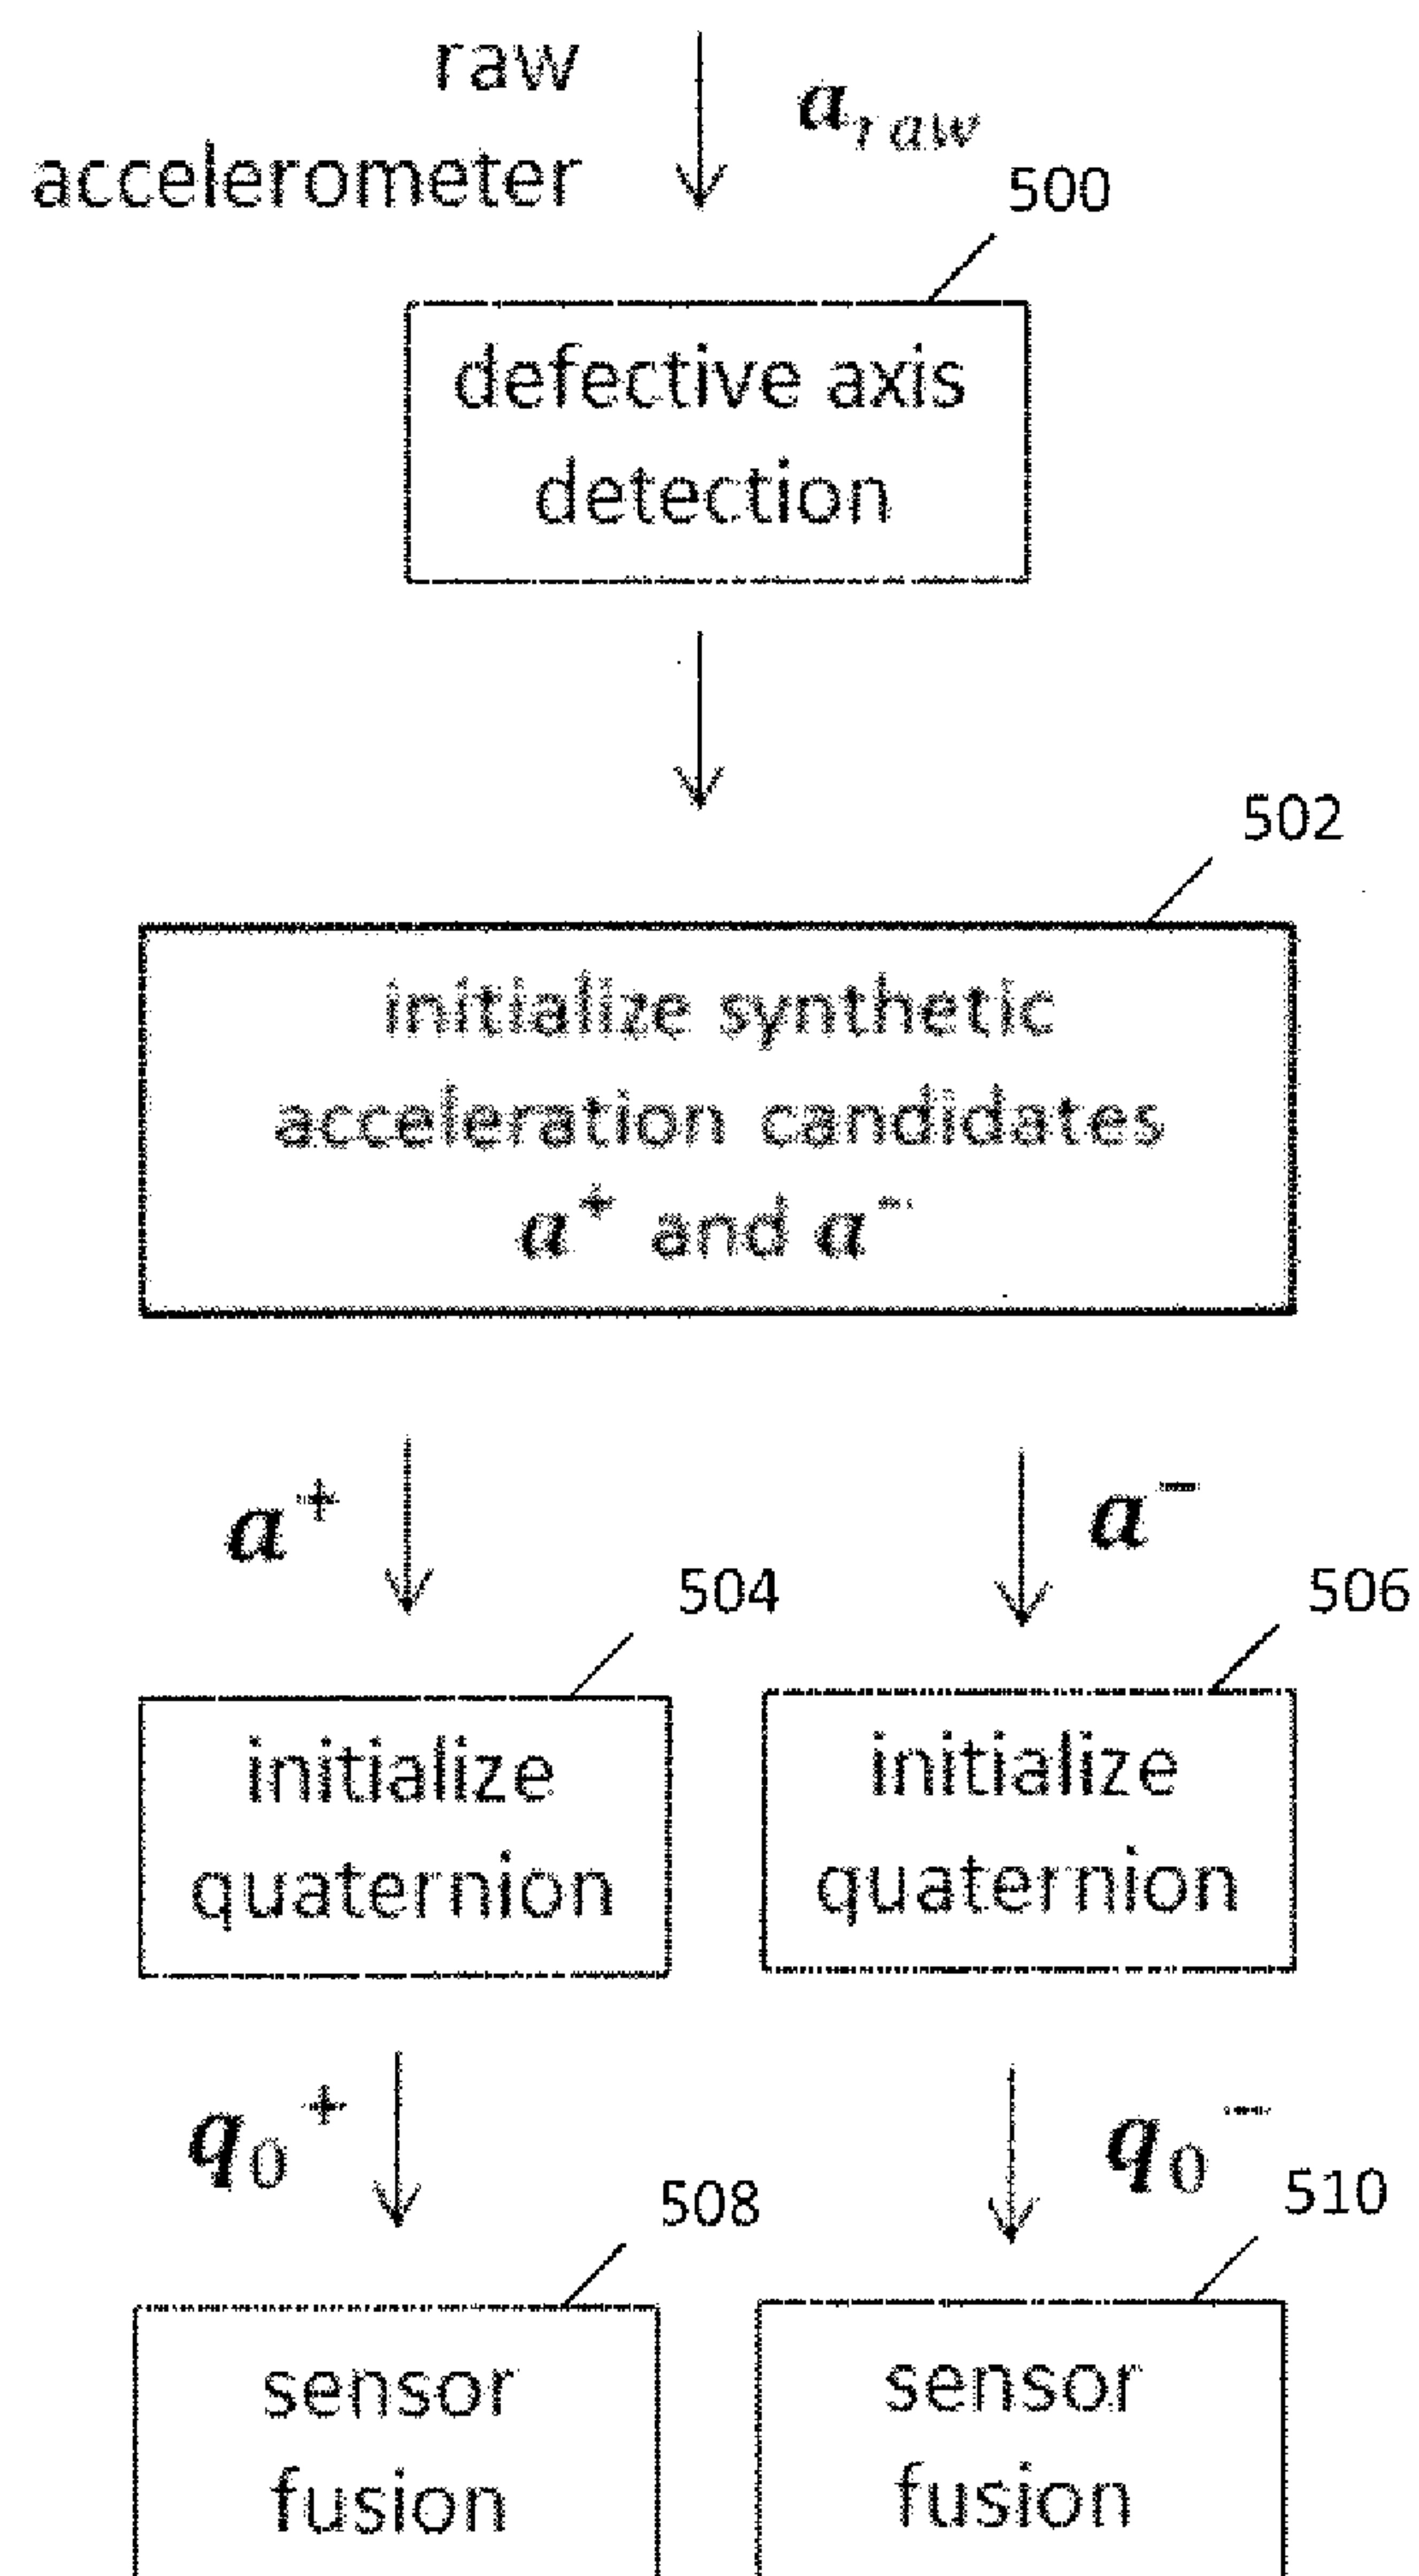 raw
accelerometer
a_raw
500
defective axis
detection
502
initialize synthetic
acceleration candidates
a⁺ and a⁻
a⁺
a⁻
504
506
initialize
quaternion
initialize
quaternion
q₀⁺
q₀⁻
508
510
sensor
fusion
sensor
fusion